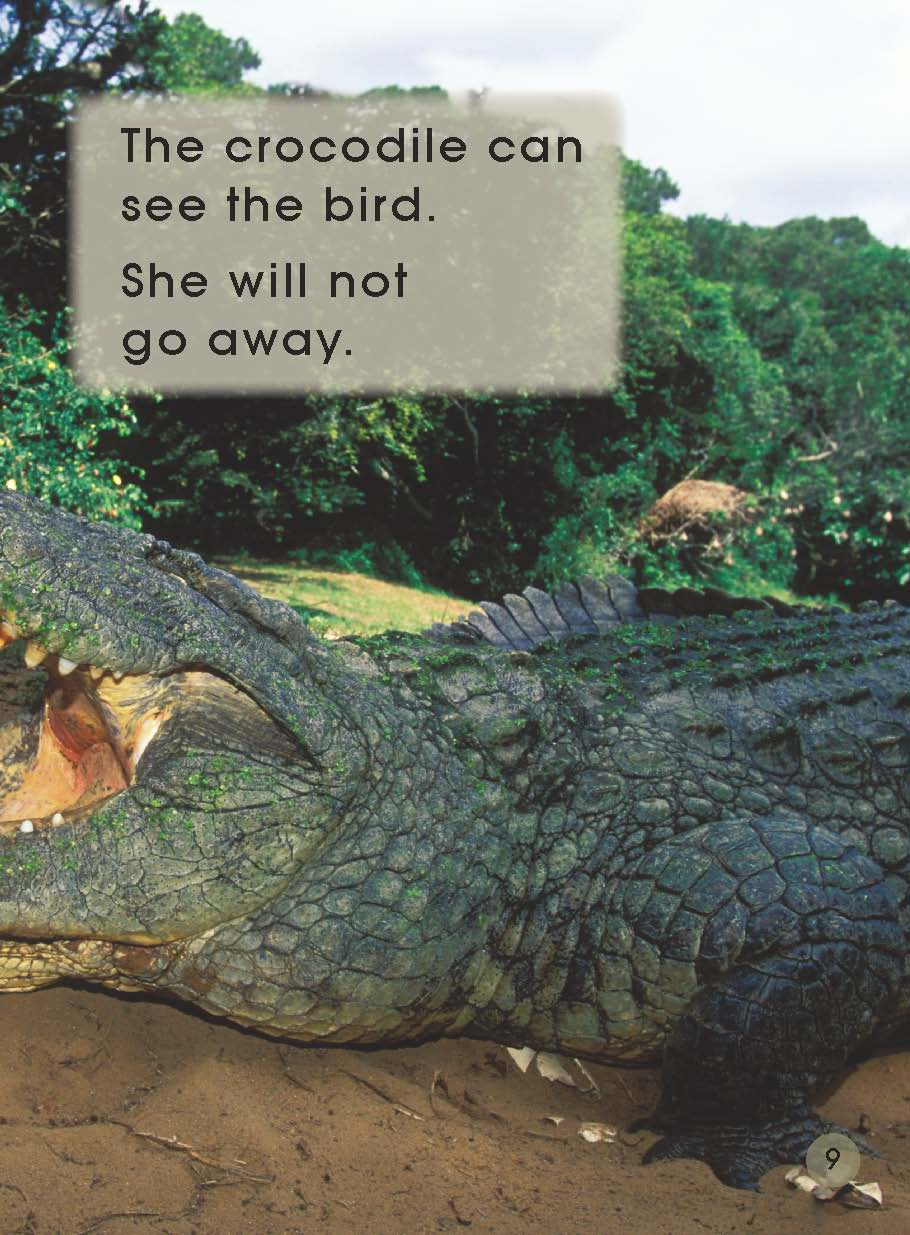 The crocodile can
see the bird.
She will not
go away.
9